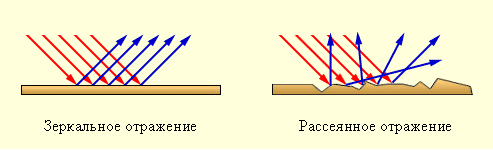 Зеркальное отражение
Рассеянное отражение